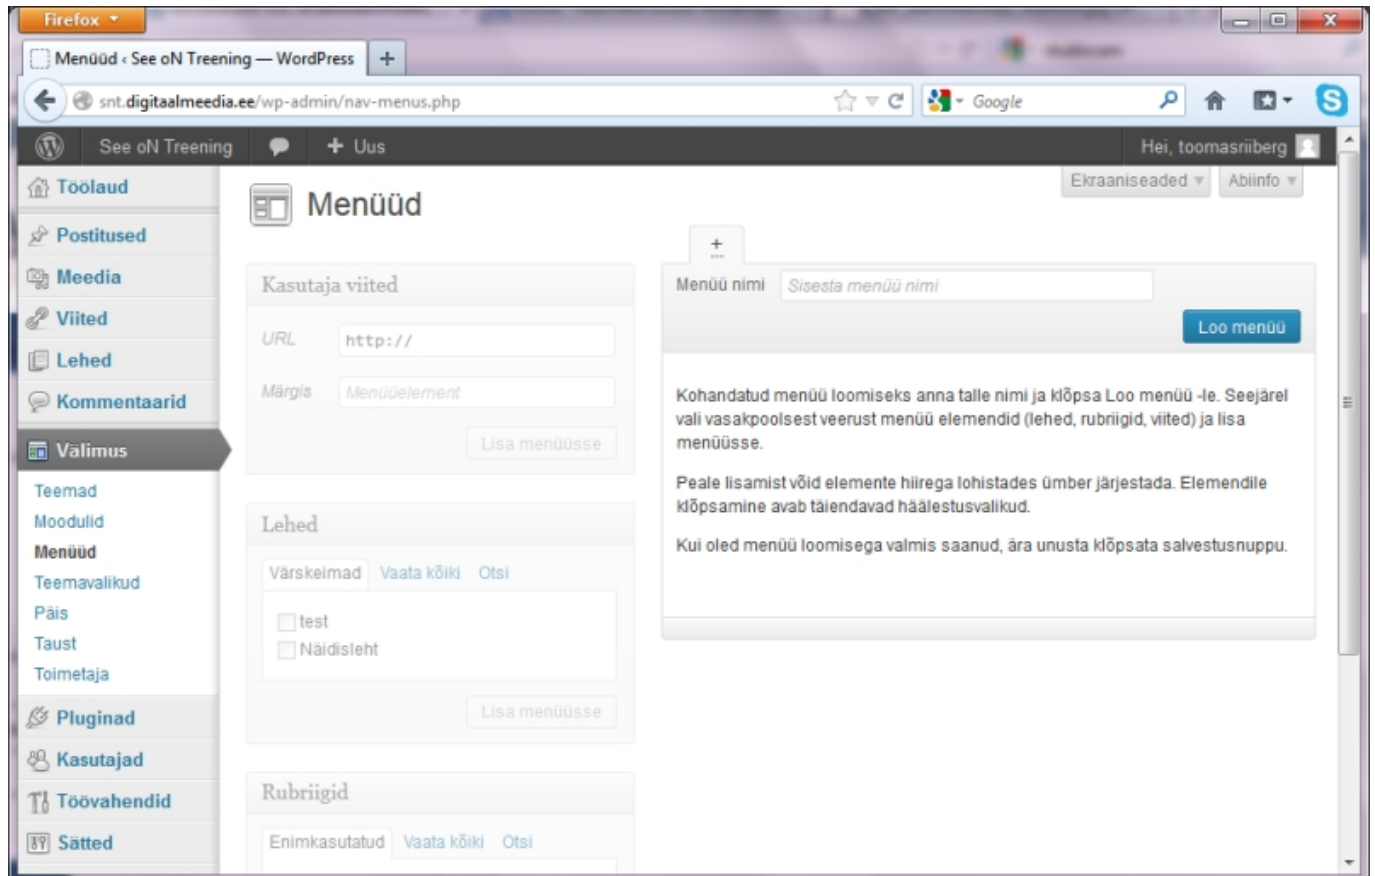 Firefox
Menüüd ‹ See oN Treening — WordPress
snt.digitaalmeedia.ee/wp-admin/nav-menus.php
Google
See oN Treening
+ Uus
Hei, toomasriiberg
Töölaud
Postitused
Meedia
Viited
Lehed
Kommentaarid
Välimus
Teemad
Moodulid
Menüüd
Teemavalikud
Päis
Taust
Toimetaja
Pluginad
Kasutajad
Töövahendid
Sätted
Ekraaniseaded
Abiinfo
Menüüd
Kasutaja viited
URL http://
Märgis Menüüelement
Lisa menüüsse
Lehed
Värskeimad Vaata kõiki Otsi
test
Näidisleht
Lisa menüüsse
Rubriigid
Enimkasutatud Vaata kõiki Otsi
+
Menüü nimi Sisesta menüü nimi
Loo menüü
Kohandatud menüü loomiseks anna talle nimi ja klõpsa Loo menüü -le. Seejärel
vali vasakpoolsest veerust menüü elemendid (lehed, rubriigid, viited) ja lisa
menüüsse.
Peale lisamist võid elemente hiirega lohistades ümber järjestada. Elemendile
klõpsamine avab täiendavad häälestusvalikud.
Kui oled menüü loomisega valmis saanud, ära unusta klõpsata salvestusnuppu.